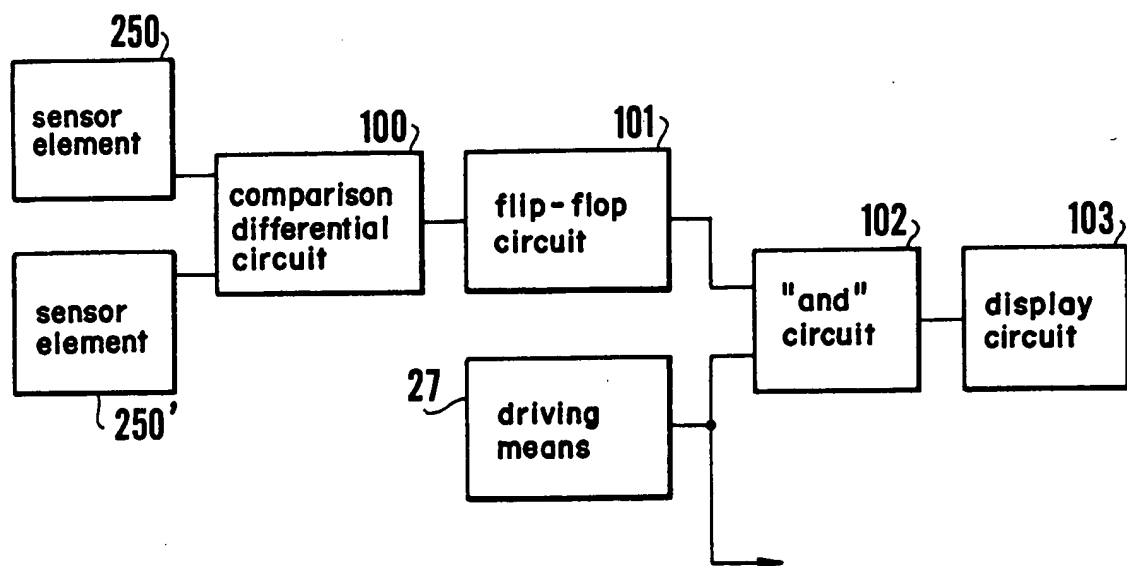 250
sensor
element
100
comparison
differential
circuit
101
flip-flop
circuit
102
"and"
circuit
103
display
circuit
sensor
element
250'
27
driving
means